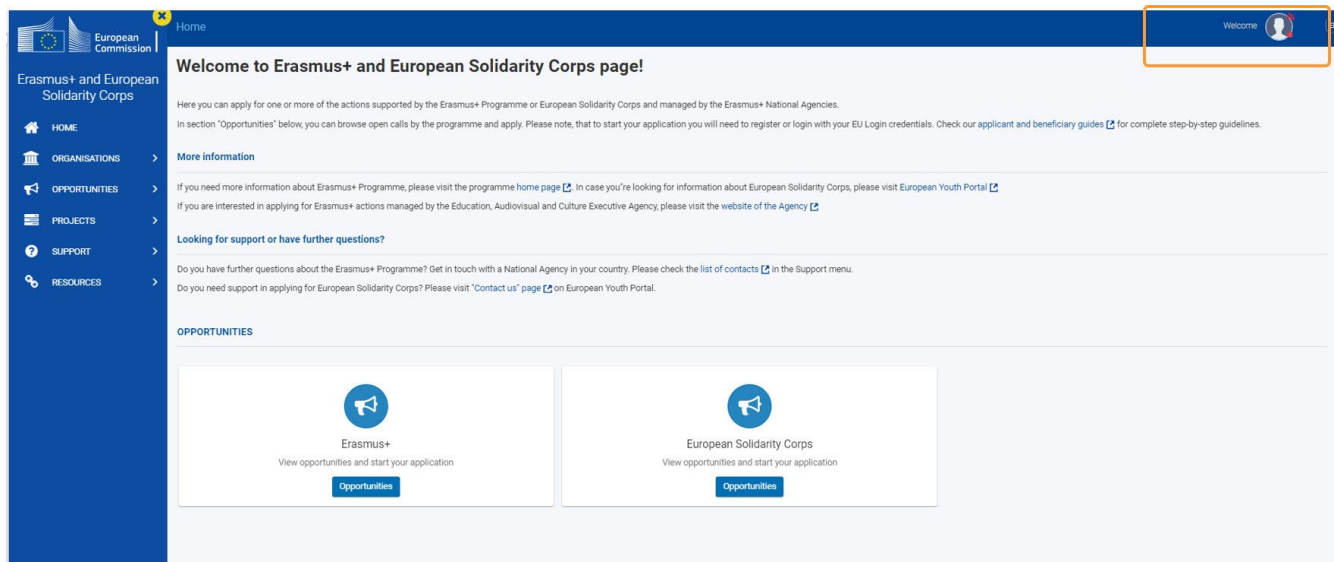 European
Commission
Erasmus+ and European
Solidarity Corps
HOME
ORGANISATIONS
OPPORTUNITIES
PROJECTS
SUPPORT
RESOURCES
Home
Welcome
Welcome to Erasmus+ and European Solidarity Corps page!
Here you can apply for one or more of the actions supported by the Erasmus+ Programme or European Solidarity Corps and managed by the Erasmus+ National Agencies.
In section "Opportunities" below, you can browse open calls by the programme and apply. Please note, that to start your application you will need to register or login with your EU Login credentials. Check our applicant and beneficiary guides for complete step-by-step guidelines.
More information
If you need more information about Erasmus+ Programme, please visit the programme home page. In case you"re looking for information about European Solidarity Corps, please visit European Youth Portal
If you are interested in applying for Erasmus+ actions managed by the Education, Audiovisual and Culture Executive Agency, please visit the website of the Agency
Looking for support or have further questions?
Do you have further questions about the Erasmus+ Programme? Get in touch with a National Agency in your country. Please check the list of contacts in the Support menu.
Do you need support in applying for European Solidarity Corps? Please visit "Contact us" page on European Youth Portal.
OPPORTUNITIES
Erasmus+
View opportunities and start your application
Opportunities
European Solidarity Corps
View opportunities and start your application
Opportunities